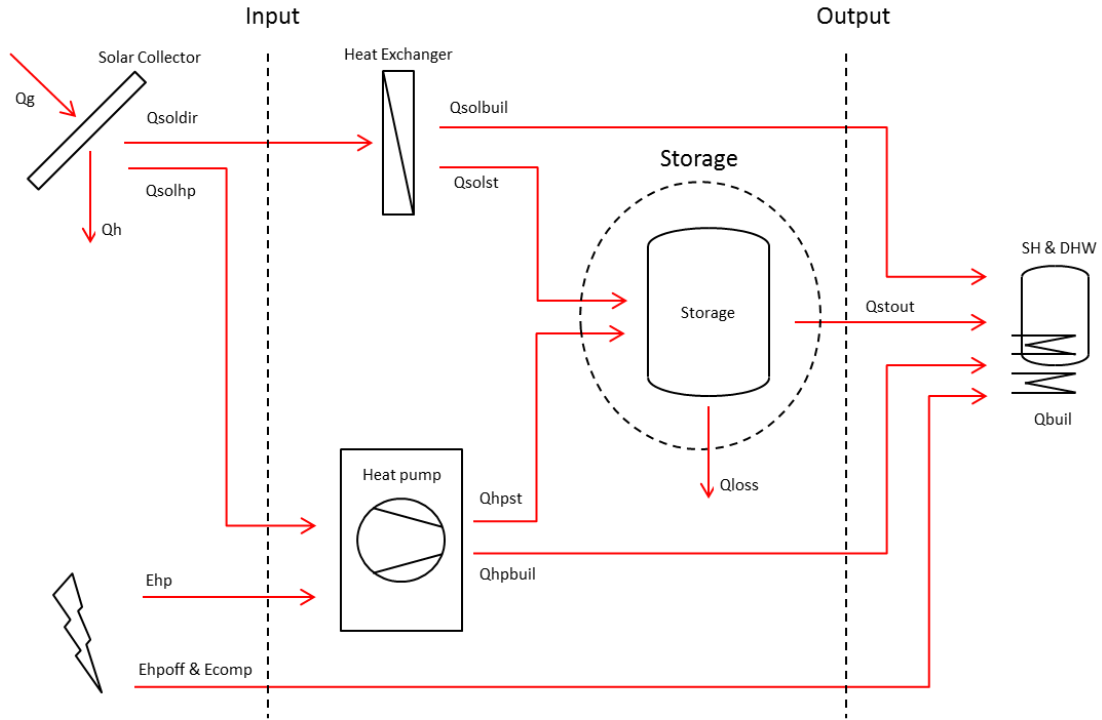 Input
Output
Solar Collector
Heat Exchanger
Qg
Qsoldir
Qsolbuil
Storage
Qsolhp
Qsolst
Qh
SH & DHW
Qstout
Storage
Qbuil
Heat pump
Qloss
Qhpst
Qhpbuil
Ehp
Ehpoff & Ecomp